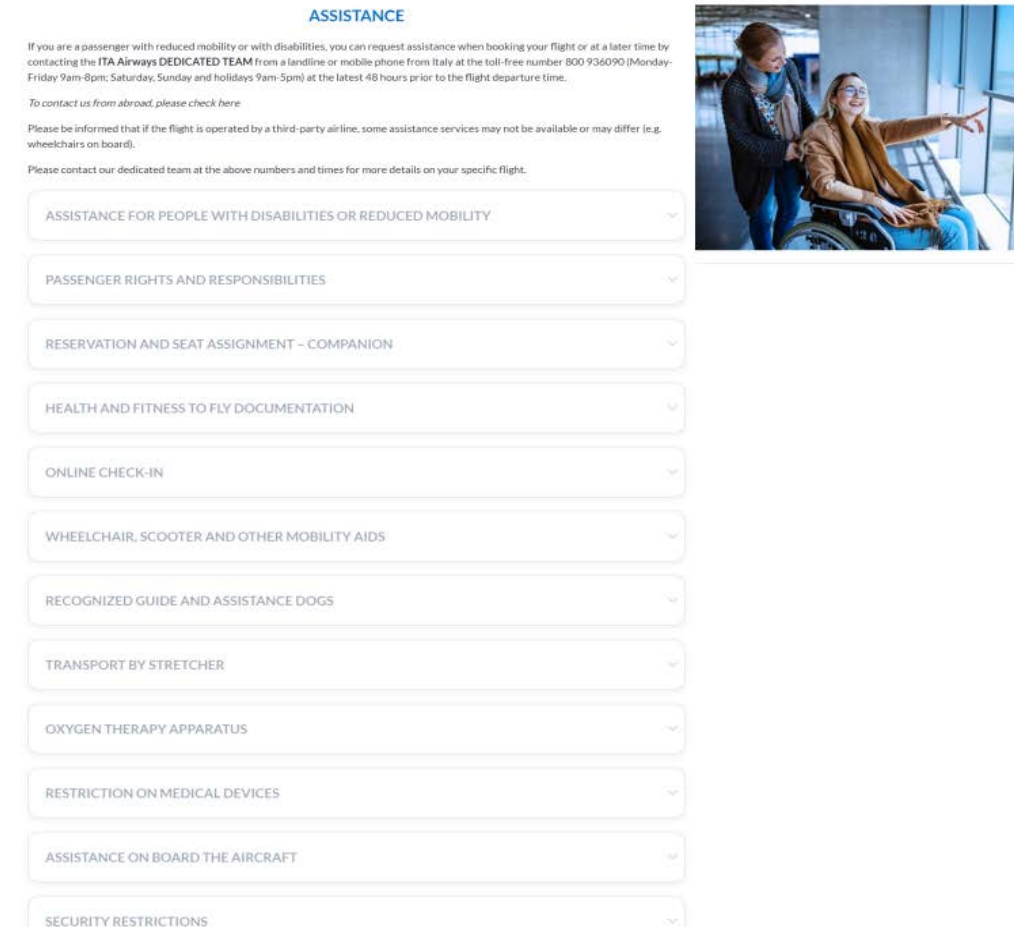 ASSISTANCE
If you are a passenger with reduced mobility or with disabilities, you can request assistance when booking your flight or at a later time by
contacting the ITA Airways DEDICATED TEAM from a landline or mobile phone from Italy at the toll-free number 800 936090 (Monday-
Friday 9am-8pm; Saturday, Sunday and holidays 9am-5pm) at the latest 48 hours prior to the flight departure time.
To contact us from abroad, please check here
Please be informed that if the flight is operated by a third-party airline, some assistance services may not be available or may differ (e.g.
wheelchairs on board).
Please contact our dedicated team at the above numbers and times for more details on your specific flight.
ASSISTANCE FOR PEOPLE WITH DISABILITIES OR REDUCED MOBILITY
PASSENGER RIGHTS AND RESPONSIBILITIES
RESERVATION AND SEAT ASSIGNMENT – COMPANION
HEALTH AND FITNESS TO FLY DOCUMENTATION
ONLINE CHECK-IN
WHEELCHAIR, SCOOTER AND OTHER MOBILITY AIDS
RECOGNIZED GUIDE AND ASSISTANCE DOGS
TRANSPORT BY STRETCHER
OXYGEN THERAPY APPARATUS
RESTRICTION ON MEDICAL DEVICES
ASSISTANCE ON BOARD THE AIRCRAFT
SECURITY RESTRICTIONS